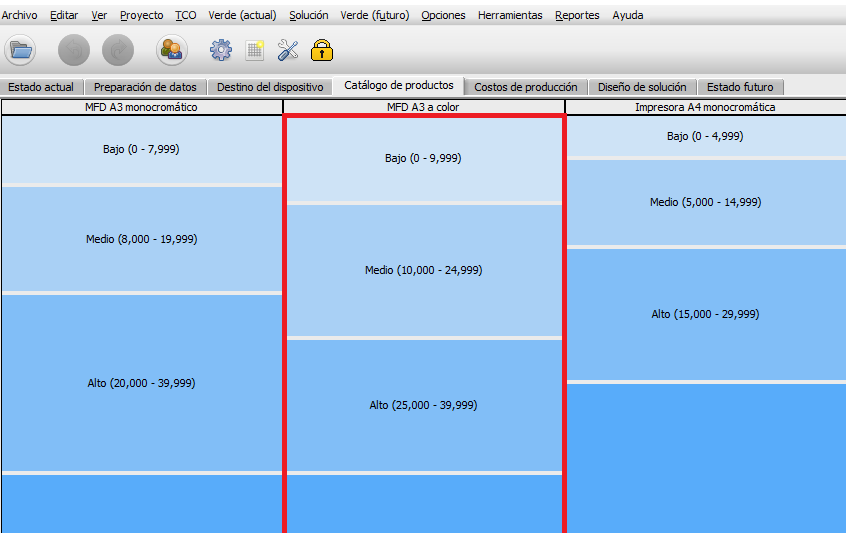 Archivo Editar Ver Proyecto TCO Verde (actual) Solución Verde (futuro) Opciones Herramientas Reportes Ayuda
Estado actual Preparación de datos Destino del dispositivo Catálogo de productos Costos de producción Diseño de solución Estado futuro
MFD A3 monocromático MFD A3 a color Impresora A4 monocromática
Bajo (0 - 7,999) Bajo (0 - 9,999) Bajo (0 - 4,999)
Medio (8,000 - 19,999) Medio (10,000 - 24,999) Medio (5,000 - 14,999)
Alto (20,000 - 39,999) Alto (25,000 - 39,999) Alto (15,000 - 29,999)